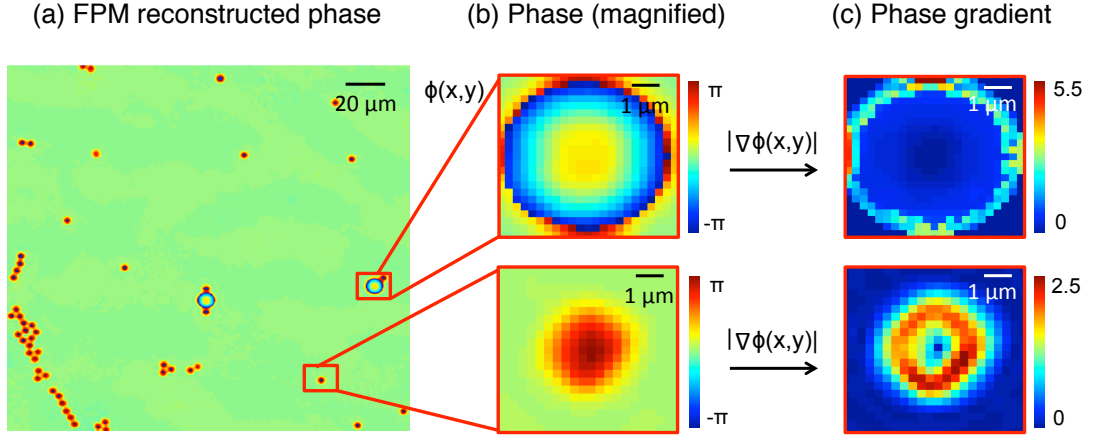 (a) FPM reconstructed phase
(b) Phase (magnified)
(c) Phase gradient
20 μm
ϕ(x,y)
1 μm
π
-π
|∇ϕ(x,y)|
1 μm
5.5
0
1 μm
π
-π
|∇ϕ(x,y)|
1 μm
2.5
0